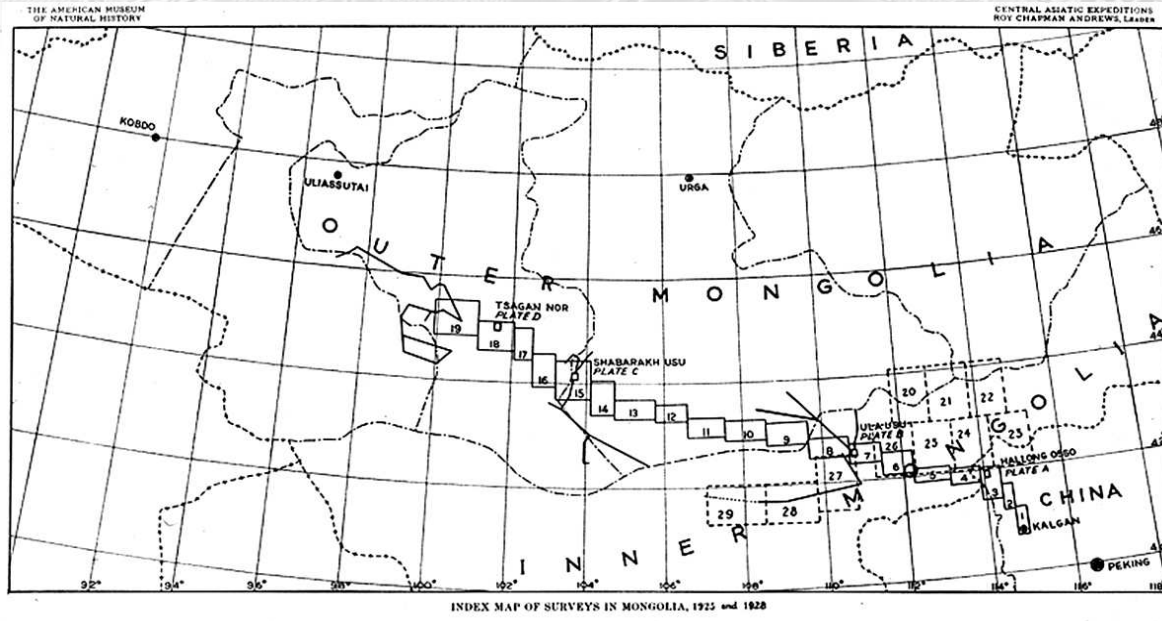 THE AMERICAN MUSEUM
OF NATURAL HISTORY
CENTRAL ASIATIC EXPEDITIONS
ROY CHAPMAN ANDREWS, LEADER
SIBERIA
KOBDO
ULIASSUTAI
URGA
OUTER MONGOLIA
TSAGAN NOR
PLATE D
19
18
17
SHABARAKH USU
PLATE C
16
15
14
13
12
11
10
9
8
7
6
5
4
3
2
1
ULA USU
PLATE B
20
21
22
26
25
24
23
27
28
29
HALLONG OSSO
PLATE A
INNER MONGOLIA
CHINA
KALGAN
PEKING
92°
98°
100°
102°
104°
106°
108°
110°
112°
114°
116°
INDEX MAP OF SURVEYS IN MONGOLIA, 1925 and 1928